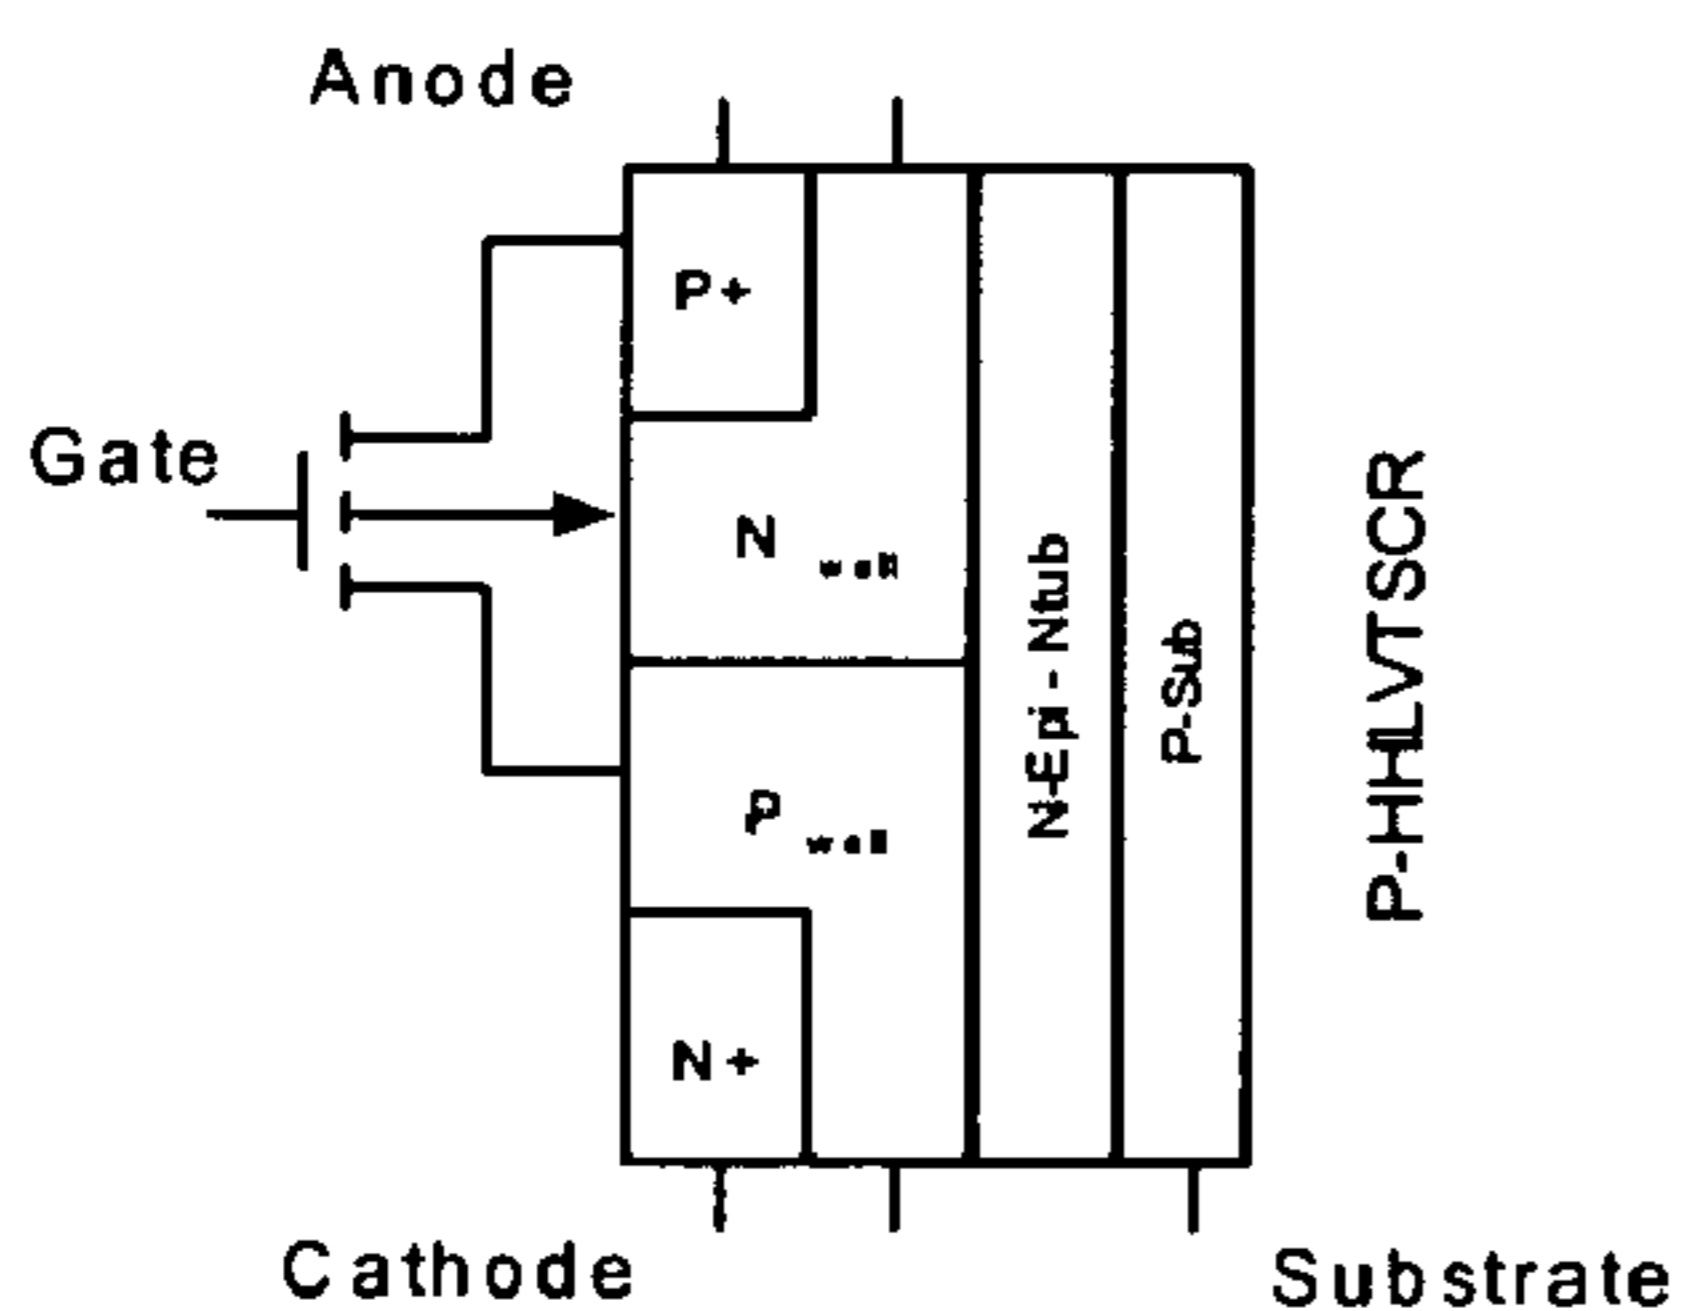 Anode
P+
Gate
N well
N-Epi - Ntub
P-Sub
P-HHLVTSCR
P well
N+
Cathode
Substrate